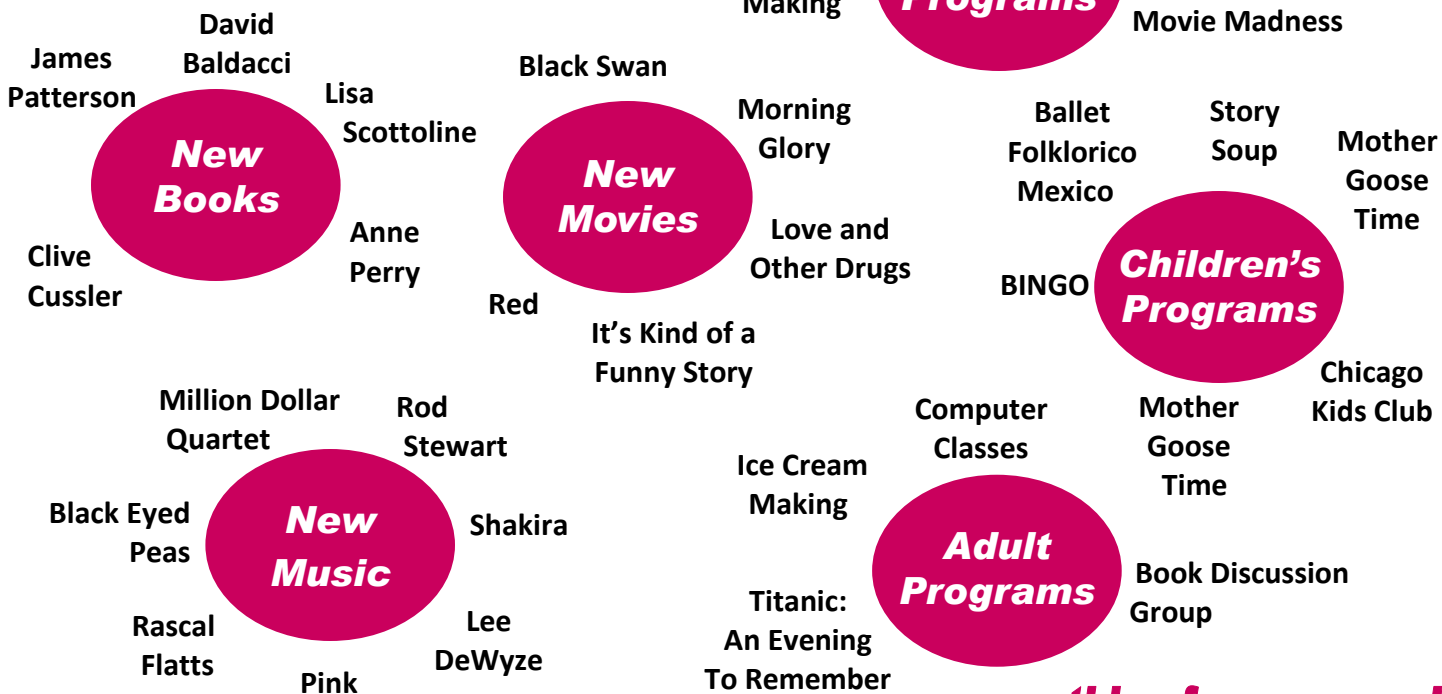 Making
Programs
Movie Madness
David
Baldacci
James
Patterson
Lisa
Scottoline
New
Books
Anne
Perry
Clive
Cussler
Black Swan
Morning
Glory
New
Movies
Love and
Other Drugs
Red
It's Kind of a
Funny Story
Ballet
Folklorico
Mexico
Story
Soup
Mother
Goose
Time
BINGO
Children's
Programs
Chicago
Kids Club
Mother
Goose
Time
Million Dollar
Quartet
Rod
Stewart
Black Eyed
Peas
New
Music
Shakira
Rascal
Flatts
Lee
DeWyze
Pink
Computer
Classes
Ice Cream
Making
Adult
Programs
Book Discussion
Group
Titanic:
An Evening
To Remember